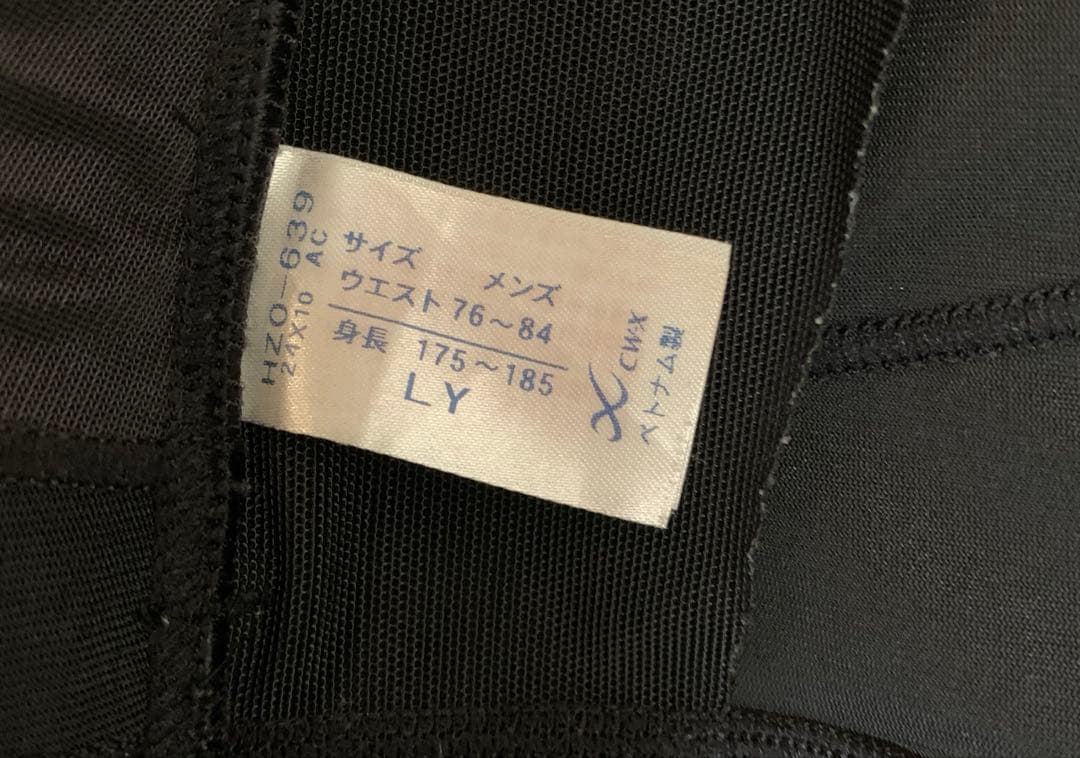 サイズ メンズ
ウエスト 76～84
身長 175～185
LY
HZO-639
24X10 AC
CW-X
ベトナム製